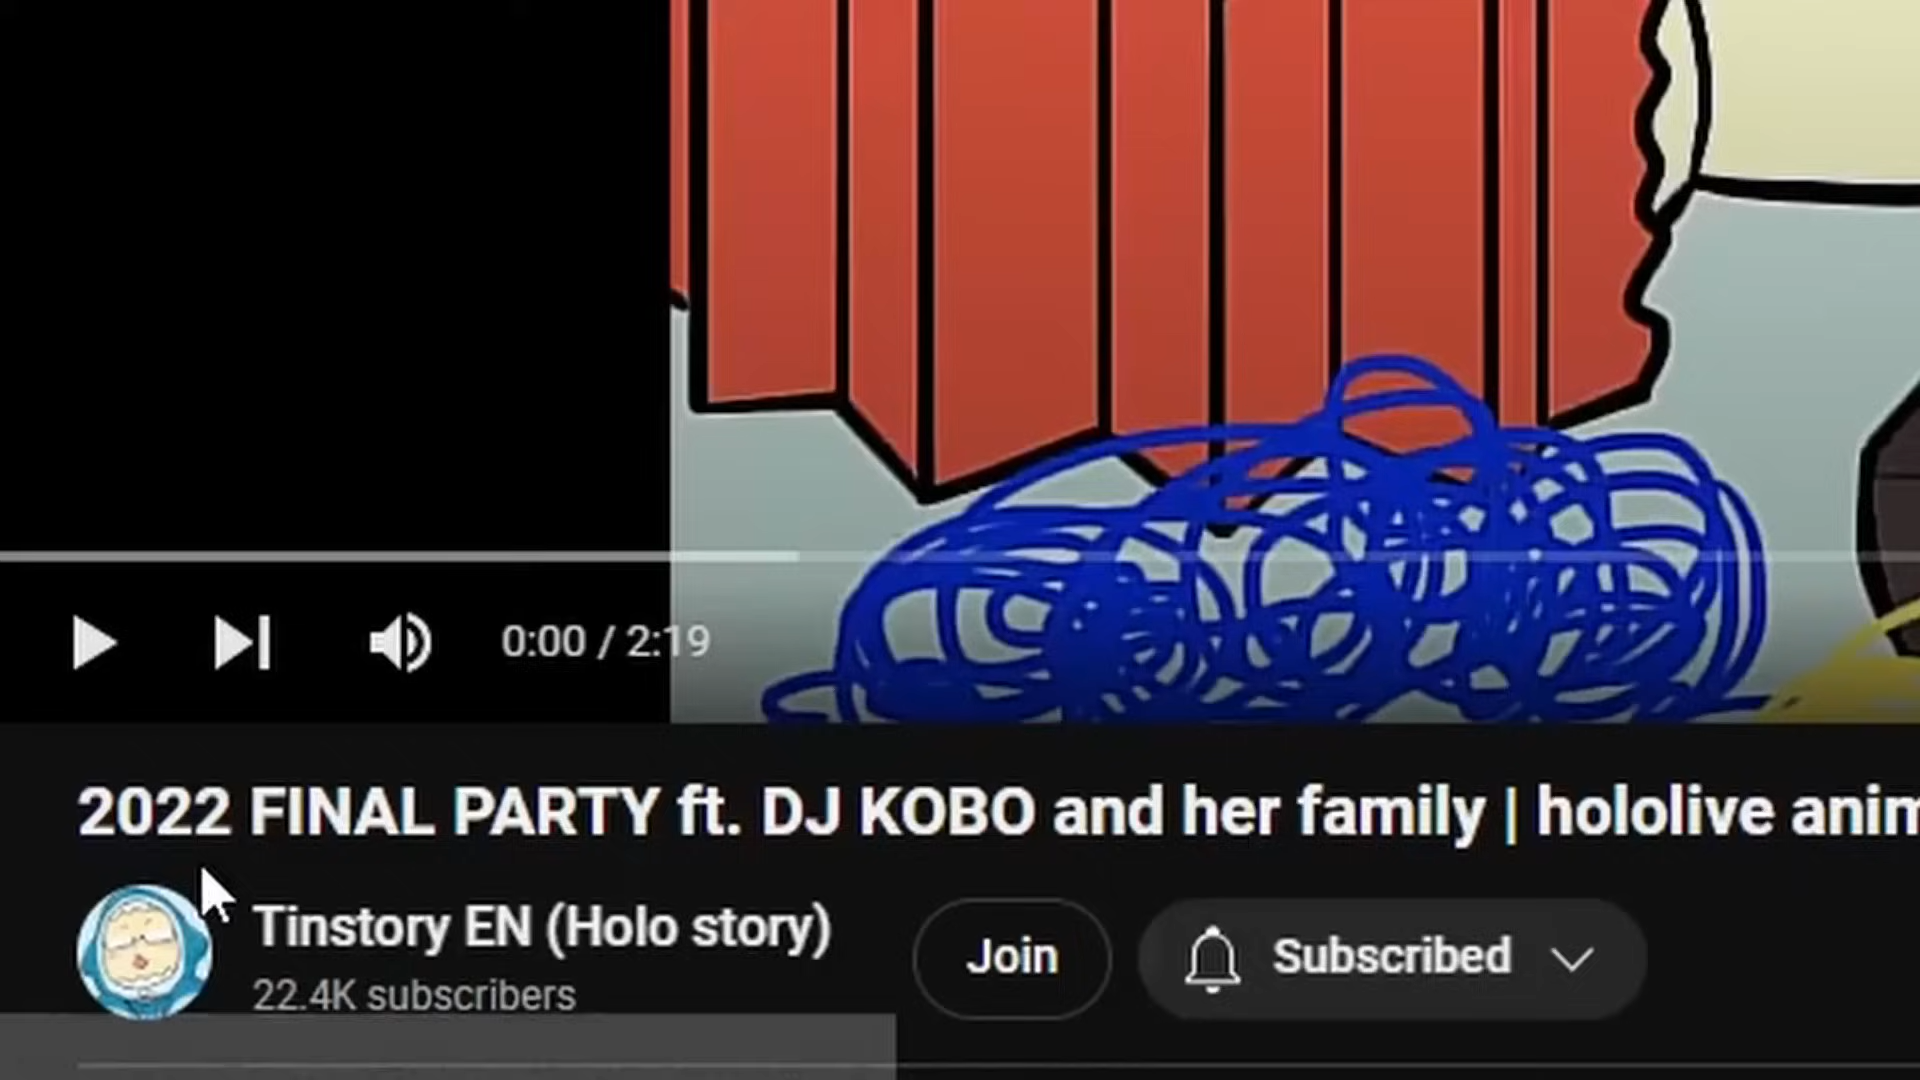 0:00 / 2:19
2022 FINAL PARTY ft. DJ KOBO and her family | hololive anim
Tinstory EN (Holo story)
22.4K subscribers
Join
Subscribed